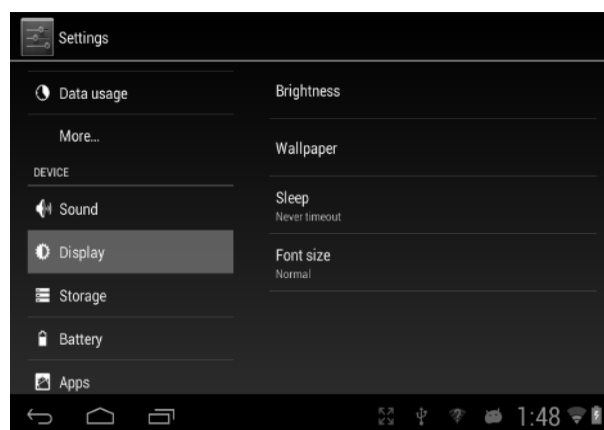 Settings
Data usage
More...
DEVICE
Sound
Display
Storage
Battery
Apps
Brightness
Wallpaper
Sleep
Never timeout
Font size
Normal
1:48